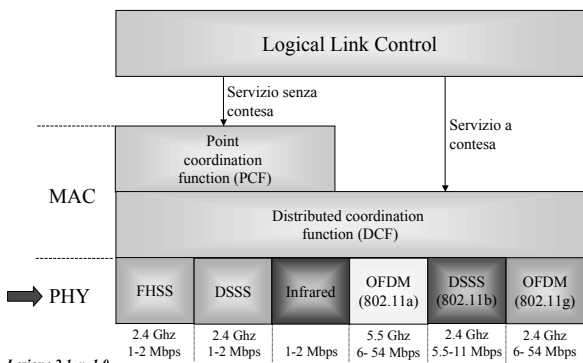 Logical Link Control
Servizio senza
contesa
Servizio a
contesa
Point
coordination
function (PCF)
MAC
Distributed coordination
function (DCF)
PHY
FHSS
DSSS
Infrared
OFDM
(802.11a)
DSSS
(802.11b)
OFDM
(802.11g)
2.4 Ghz
1-2 Mbps
2.4 Ghz
1-2 Mbps
1-2 Mbps
5.5 Ghz
6- 54 Mbps
2.4 Ghz
5.5-11 Mbps
2.4 Ghz
6- 54 Mbps